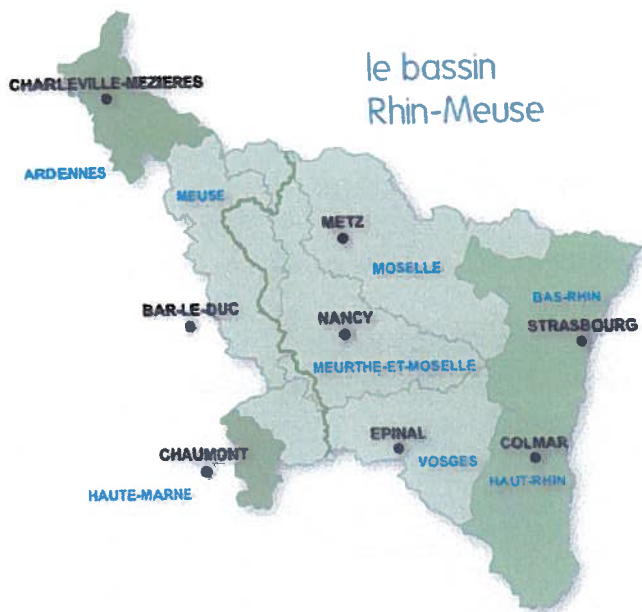 le bassin
Rhin-Meuse
CHARLEVILLE-MEZIERES
ARDENNES
MEUSE
METZ
MOSELLE
BAS-RHIN
BAR-LE-DUC
NANCY
STRASBOURG
MEURTHE-ET-MOSELLE
EPINAL
COLMAR
CHAUMONT
VOSGES
HAUT-RHIN
HAUTE-MARNE